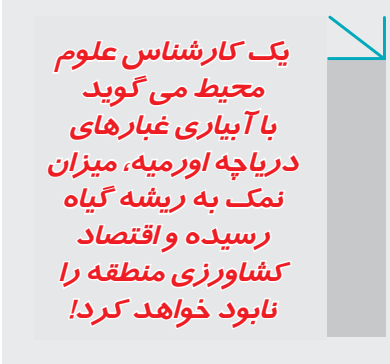 یک کارشناس علوم
محیط می گوید
با آبیاری غبارهای
دریاچه اورمیه، میزان
نمک به ریشه گیاه
رسیده و اقتصاد
کشاورزی منطقه را
نابود خواهد کرد!